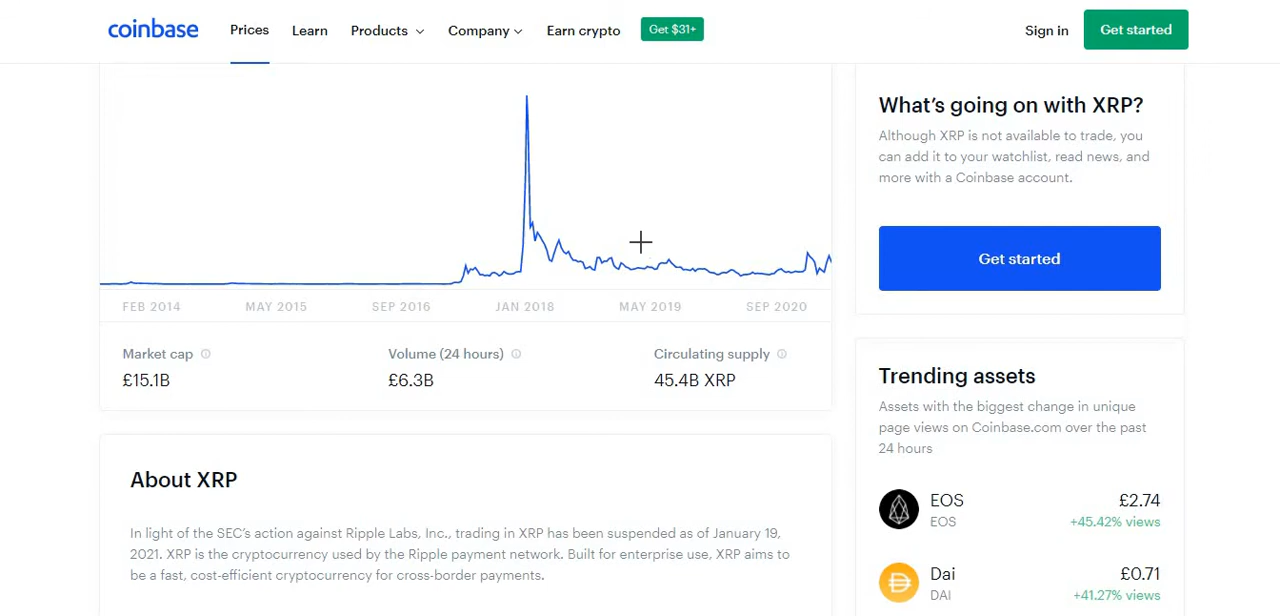 coinbase Prices Learn Products Company Earn crypto Get $31+ Sign in Get started
FEB 2014 MAY 2015 SEP 2016 JAN 2018 MAY 2019 SEP 2020
Market cap Volume (24 hours) Circulating supply
£15.1B £6.3B 45.4B XRP
About XRP
In light of the SEC's action against Ripple Labs, Inc., trading in XRP has been suspended as of January 19,
2021. XRP is the cryptocurrency used by the Ripple payment network. Built for enterprise use, XRP aims to
be a fast, cost-efficient cryptocurrency for cross-border payments.
What's going on with XRP?
Although XRP is not available to trade, you
can add it to your watchlist, read news, and
more with a Coinbase account.
Get started
Trending assets
Assets with the biggest change in unique
page views on Coinbase.com over the past
24 hours
EOS £2.74
EOS +45.42% views
Dai £0.71
DAI +41.27% views